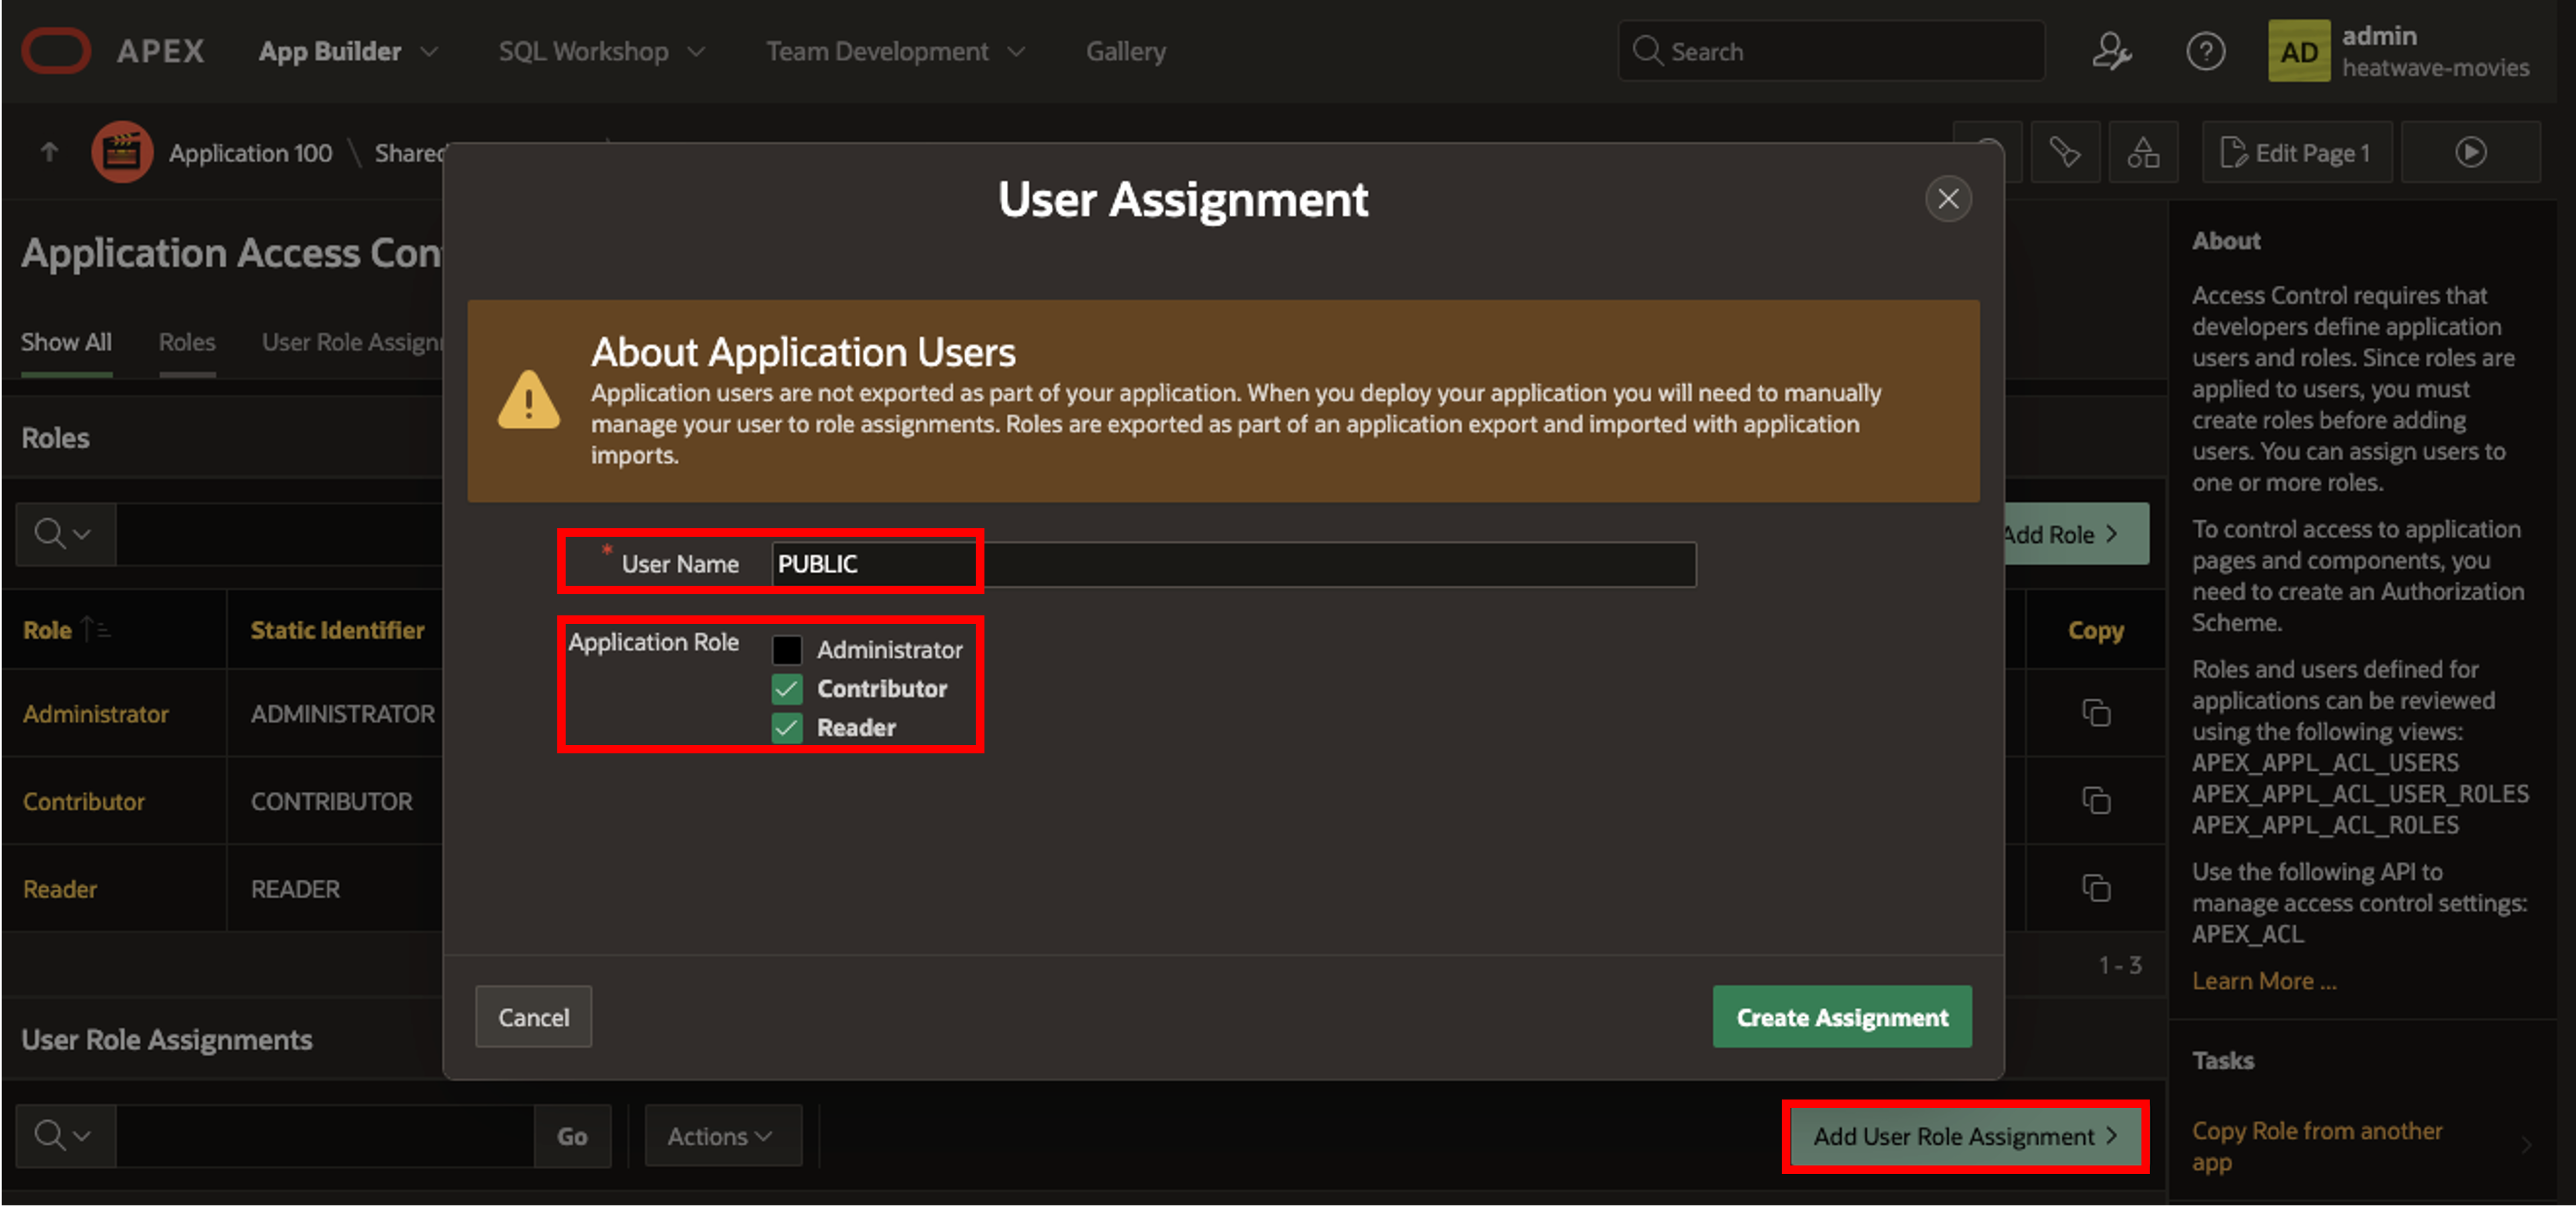 APEX App Builder SQL Workshop Team Development Gallery Search ? AD admin
heatwave-movies
Application 100 \ Shared
Edit Page 1
User Assignment
Application Access Con
Show All Roles User Role Assignm
About Application Users
Application users are not exported as part of your application. When you deploy your application you will need to manually
manage your user to role assignments. Roles are exported as part of an application export and imported with application
imports.
Roles
Add Role
* User Name PUBLIC
Application Role
Administrator
Contributor
Reader
Role Static Identifier Copy
Administrator ADMINISTRATOR
Contributor CONTRIBUTOR
Reader READER
1 - 3
Cancel Create Assignment
User Role Assignments
Go Actions Add User Role Assignment
About
Access Control requires that
developers define application
users and roles. Since roles are
applied to users, you must
create roles before adding
users. You can assign users to
one or more roles.
To control access to application
pages and components, you
need to create an Authorization
Scheme.
Roles and users defined for
applications can be reviewed
using the following views:
APEX_APPL_ACL_USERS
APEX_APPL_ACL_USER_ROLES
APEX_APPL_ACL_ROLES
Use the following API to
manage access control settings:
APEX_ACL
Learn More ...
Tasks
Copy Role from another
app